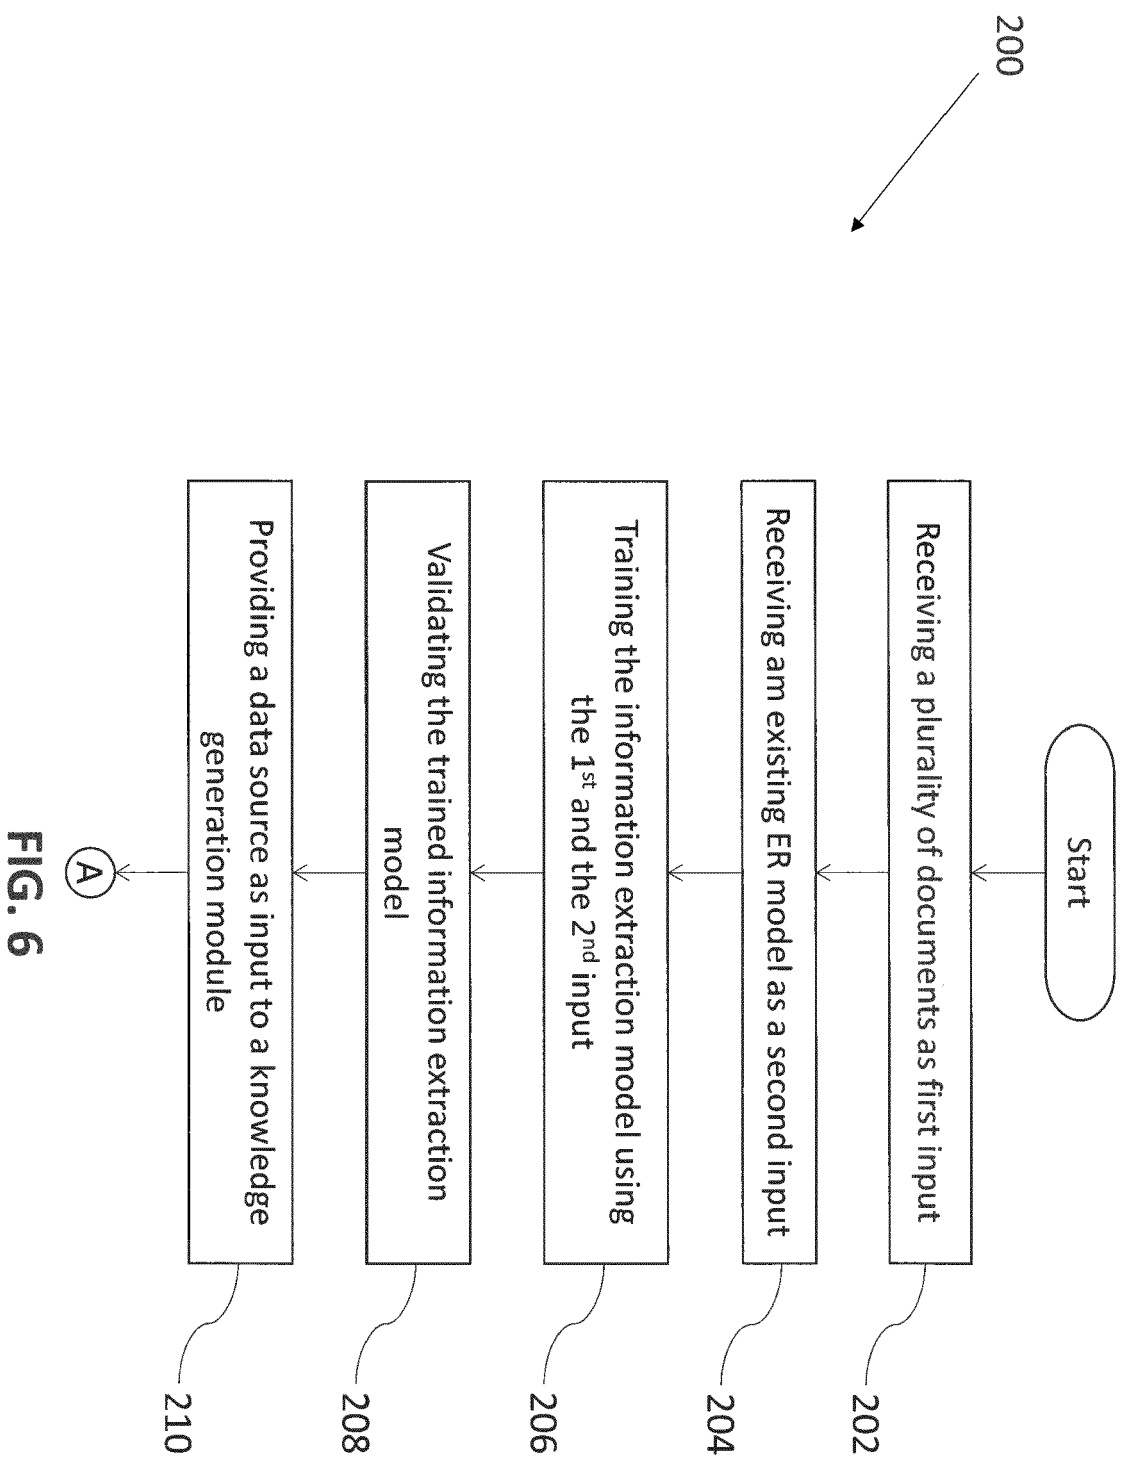 200
Start
Receiving a plurality of documents as first input
202
Receiving am existing ER model as a second input
204
Training the information extraction model using
the 1st and the 2nd input
206
Validating the trained information extraction
model
208
Providing a data source as input to a knowledge
generation module
210
A
FIG. 6